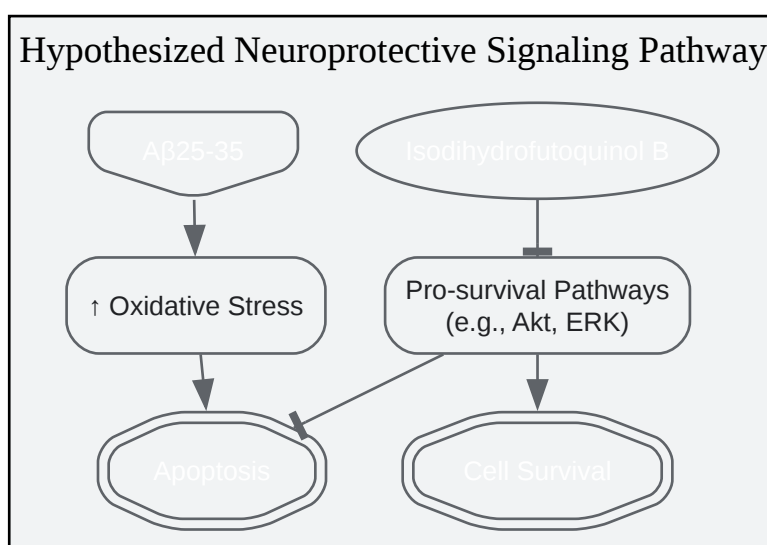 Hypothesized Neuroprotective Signaling Pathway
Aβ25-35
Isodihydrofutoquinol B
↑ Oxidative Stress
Pro-survival Pathways
(e.g., Akt, ERK)
Apoptosis
Cell Survival